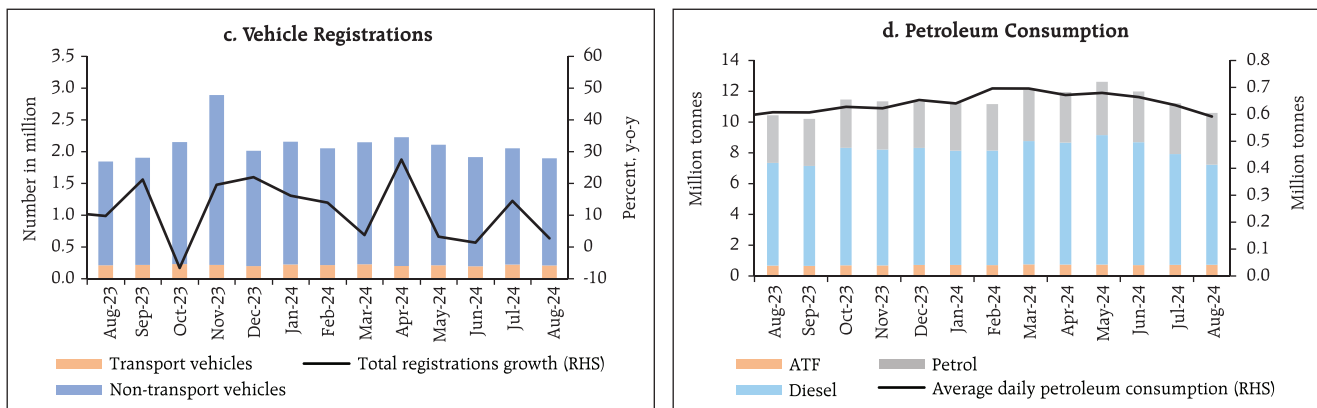 c. Vehicle Registrations
Number in million
3.5
3.0
2.5
2.0
1.5
1.0
0.5
0.0
60
50
40
30
20
10
0
-10
Percent, y-o-y
Aug-23
Sep-23
Oct-23
Nov-23
Dec-23
Jan-24
Feb-24
Mar-24
Apr-24
May-24
Jun-24
Jul-24
Aug-24
Transport vehicles
Total registrations growth (RHS)
Non-transport vehicles
d. Petroleum Consumption
Million tonnes
14
12
10
8
6
4
2
0
0.8
0.7
0.6
0.5
0.4
0.3
0.2
0.1
0.0
Million tonnes
Aug-23
Sep-23
Oct-23
Nov-23
Dec-23
Jan-24
Feb-24
Mar-24
Apr-24
May-24
Jun-24
Jul-24
Aug-24
ATF
Petrol
Diesel
Average daily petroleum consumption (RHS)